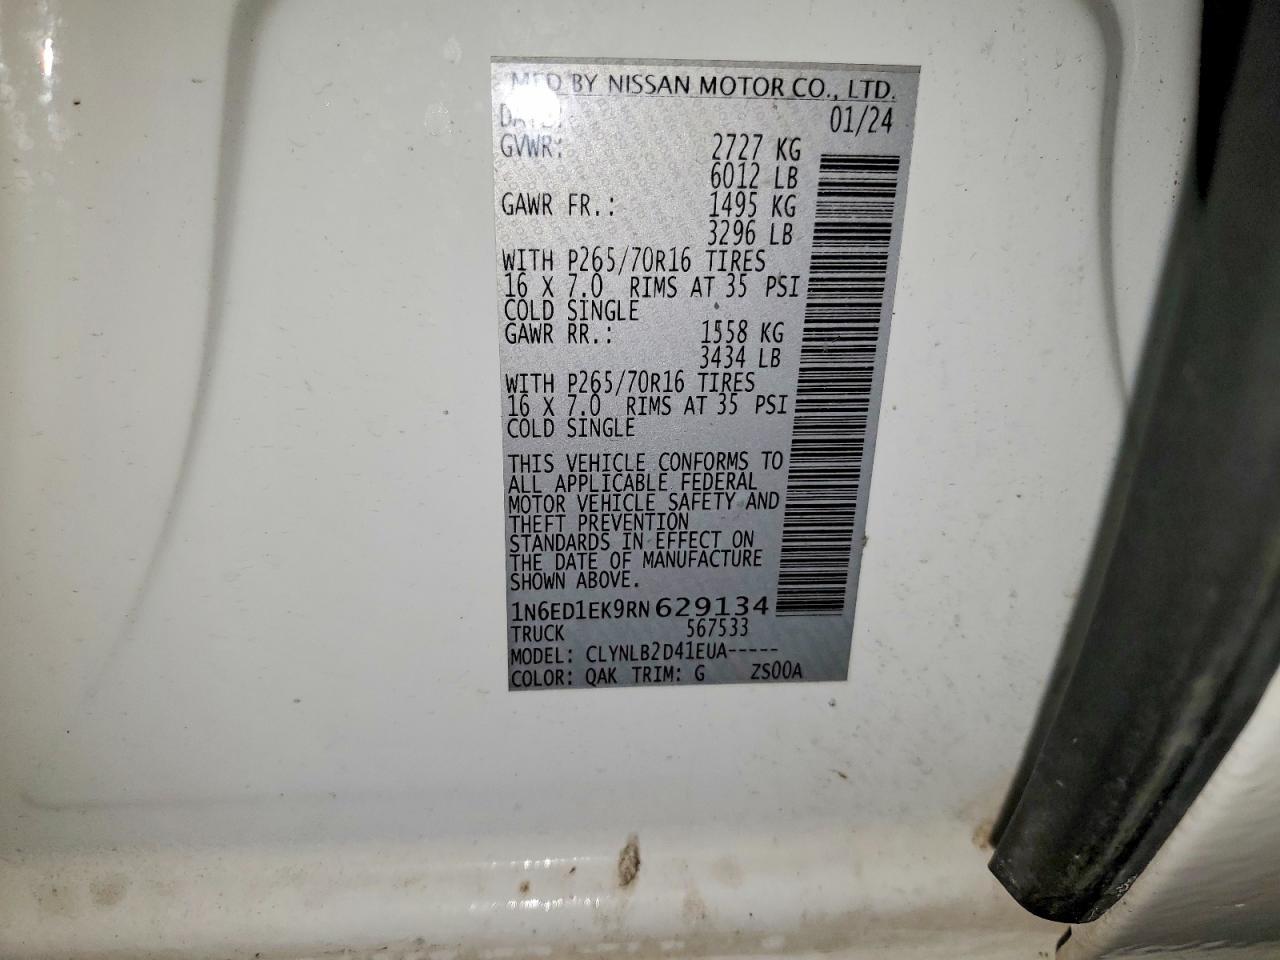 MFD BY NISSAN MOTOR CO., LTD.
DATE: 01/24
GVWR: 2727 KG
6012 LB
GAWR FR.: 1495 KG
3296 LB
WITH P265/70R16 TIRES
16 X 7.0 RIMS AT 35 PSI
COLD SINGLE
GAWR RR.: 1558 KG
3434 LB
WITH P265/70R16 TIRES
16 X 7.0 RIMS AT 35 PSI
COLD SINGLE
THIS VEHICLE CONFORMS TO
ALL APPLICABLE FEDERAL
MOTOR VEHICLE SAFETY AND
THEFT PREVENTION
STANDARDS IN EFFECT ON
THE DATE OF MANUFACTURE
SHOWN ABOVE.
1N6ED1EK9RN629134
TRUCK 567533
MODEL: CLYNLB2D41EUA-----
COLOR: QAK TRIM: G ZS00A